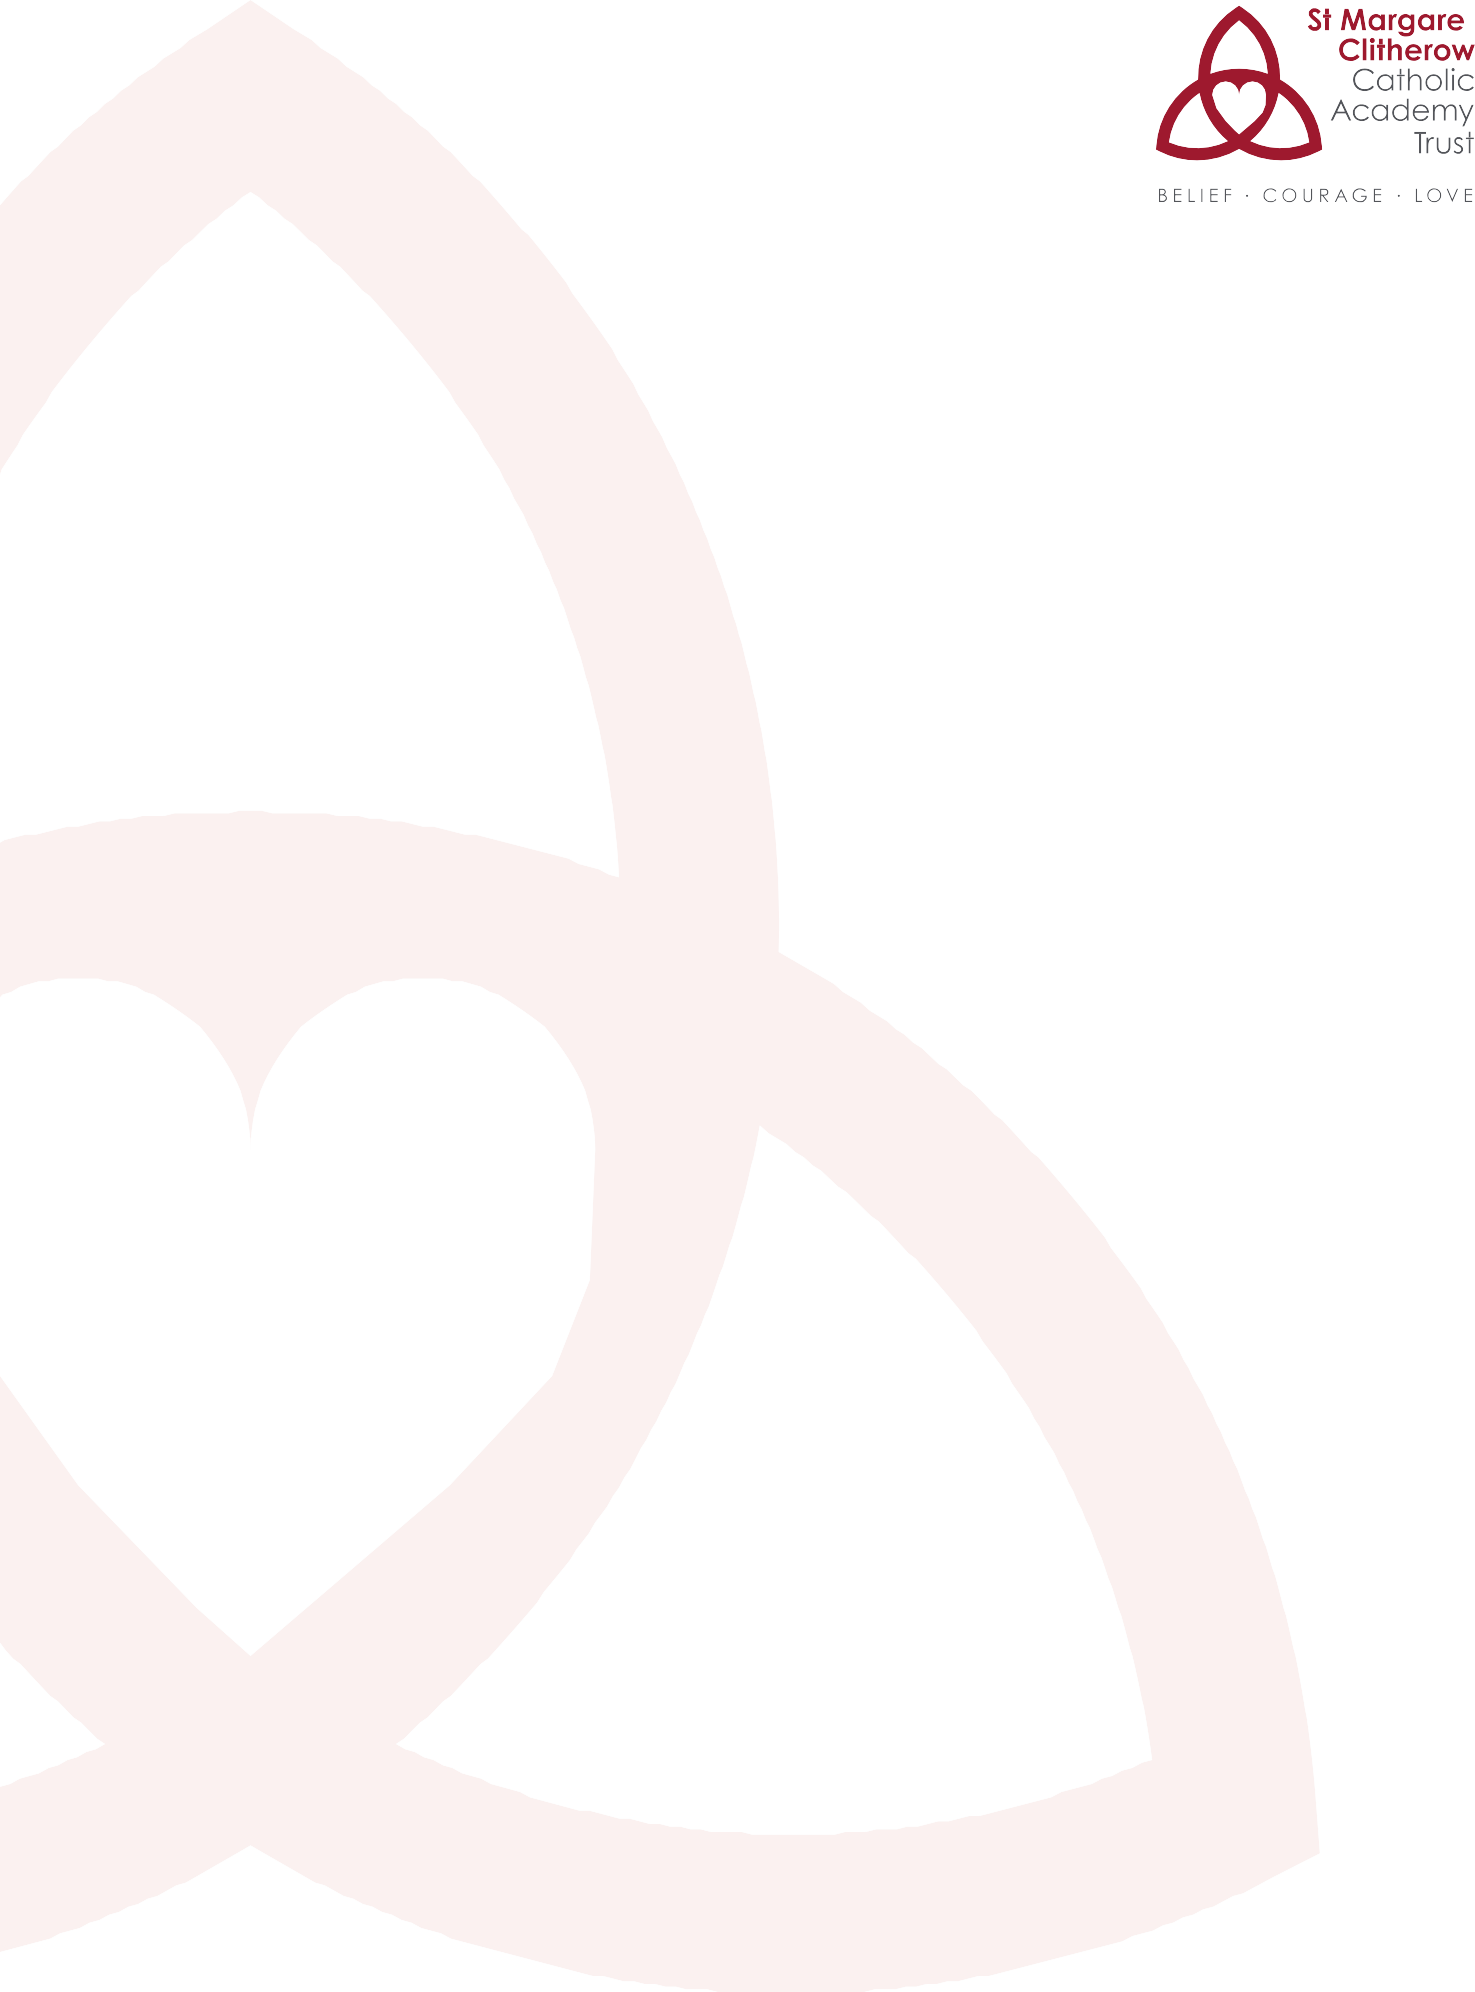 St Margare
Clitherow
Catholic
Academy
Trust
BELIEF · COURAGE · LOVE